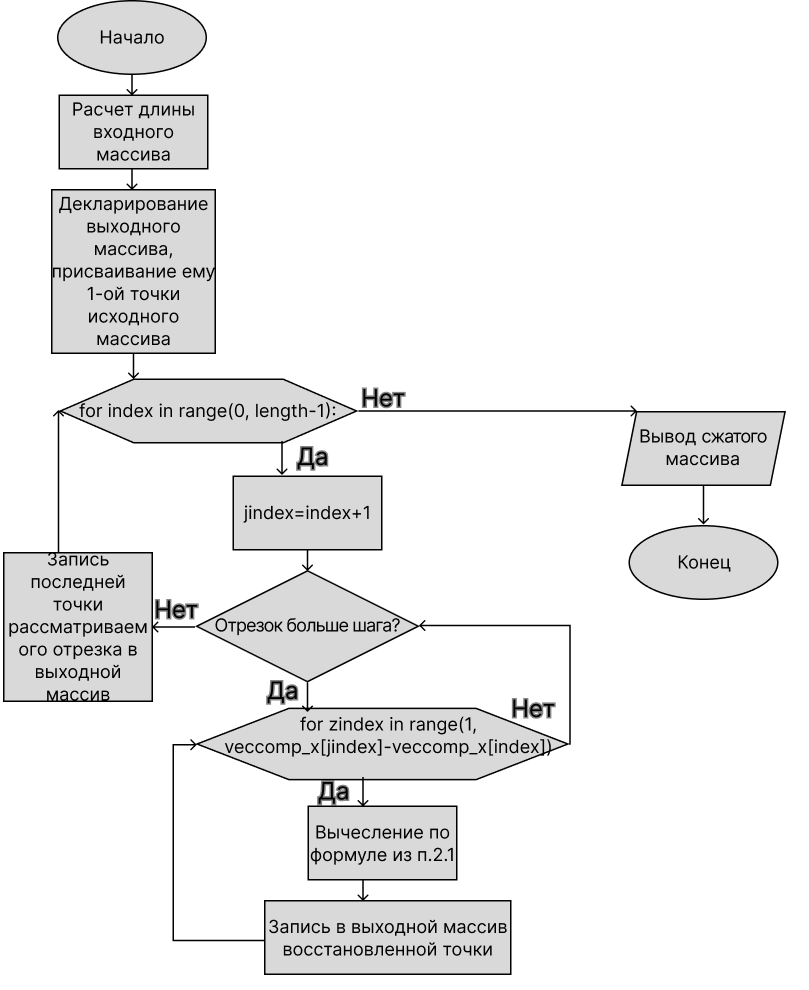 Начало
Расчет длины
входного
массива
Декларирование
выходного
массива,
присваивание ему
1-ой точки
исходного
массива
for index in range(0, length-1):
Нет
Вывод сжатого
массива
Да
jindex=index+1
Конец
Запись
последней
точки
рассматриваем
ого отрезка в
выходной
массив
Нет
Отрезок больше шага?
Да
Нет
for zindex in range(1,
veccomp_x[jindex]-veccomp_x[index])
Да
Вычесление по
формуле из п.2.1
Запись в выходной массив
восстановленной точки